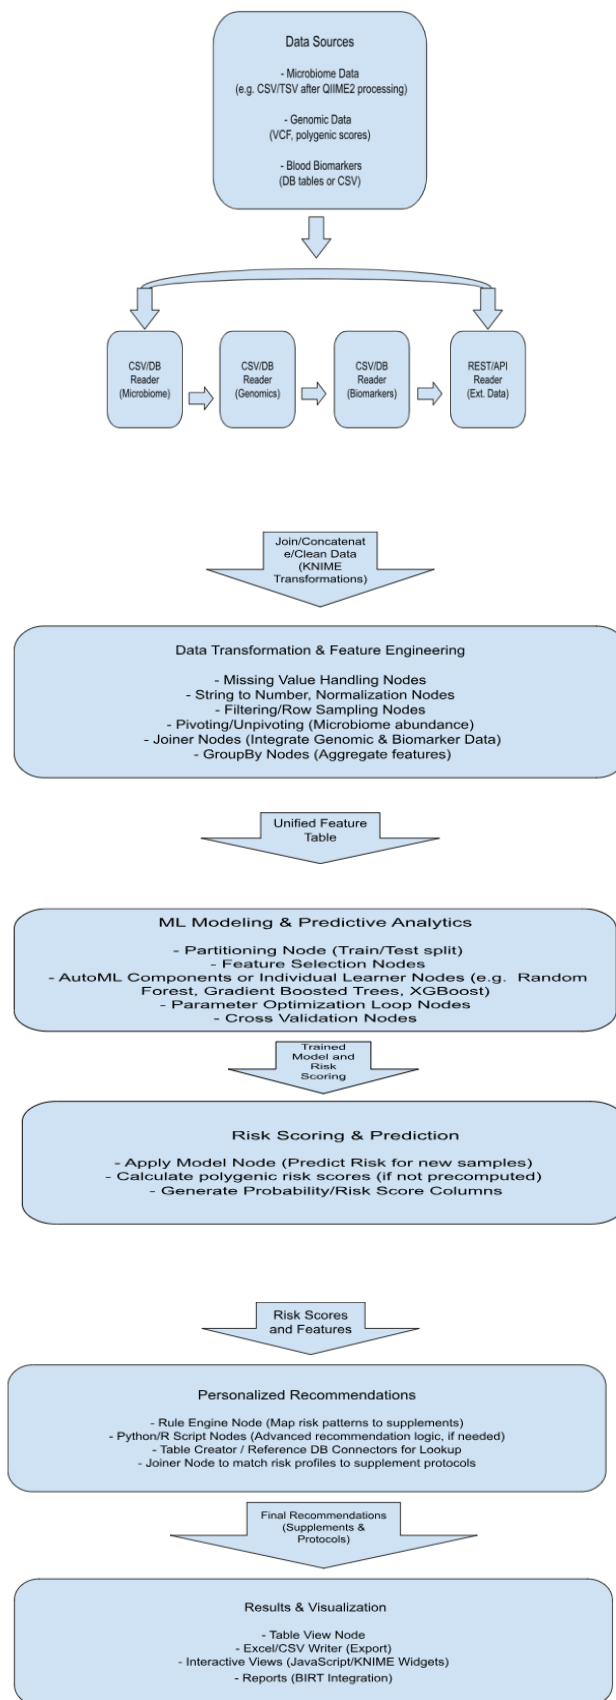 Data Sources
- Microbiome Data
(e.g. CSV/TSV after QIIME2 processing)
- Genomic Data
(VCF, polygenic scores)
- Blood Biomarkers
(DB tables or CSV)
CSV/DB
Reader
(Microbiome)
CSV/DB
Reader
(Genomics)
CSV/DB
Reader
(Biomarkers)
REST/API
Reader
(Ext. Data)
Join/Concatenat
e/Clean Data
(KNIME
Transformations)
Data Transformation & Feature Engineering
- Missing Value Handling Nodes
- String to Number, Normalization Nodes
- Filtering/Row Sampling Nodes
- Pivoting/Unpivoting (Microbiome abundance)
- Joiner Nodes (Integrate Genomic & Biomarker Data)
- GroupBy Nodes (Aggregate features)
Unified Feature
Table
ML Modeling & Predictive Analytics
- Partitioning Node (Train/Test split)
- Feature Selection Nodes
- AutoML Components or Individual Learner Nodes (e.g. Random
Forest, Gradient Boosted Trees, XGBoost)
- Parameter Optimization Loop Nodes
- Cross Validation Nodes
Trained
Model and
Risk
Scoring
Risk Scoring & Prediction
- Apply Model Node (Predict Risk for new samples)
- Calculate polygenic risk scores (if not precomputed)
- Generate Probability/Risk Score Columns
Risk Scores
and Features
Personalized Recommendations
- Rule Engine Node (Map risk patterns to supplements)
- Python/R Script Nodes (Advanced recommendation logic, if needed)
- Table Creator / Reference DB Connectors for Lookup
- Joiner Node to match risk profiles to supplement protocols
Final Recommendations
(Supplements &
Protocols)
Results & Visualization
- Table View Node
- Excel/CSV Writer (Export)
- Interactive Views (JavaScript/KNIME Widgets)
- Reports (BIRT Integration)